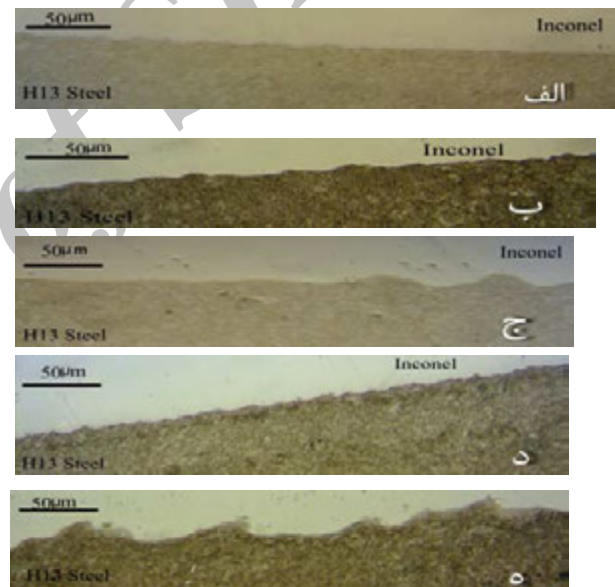 50μm
Inconel
H13 Steel
الف
50μm
Inconel
H13 Steel
ب
50μm
Inconel
H13 Steel
ج
50μm
Inconel
H13 Steel
د
50μm
H13 Steel
ه